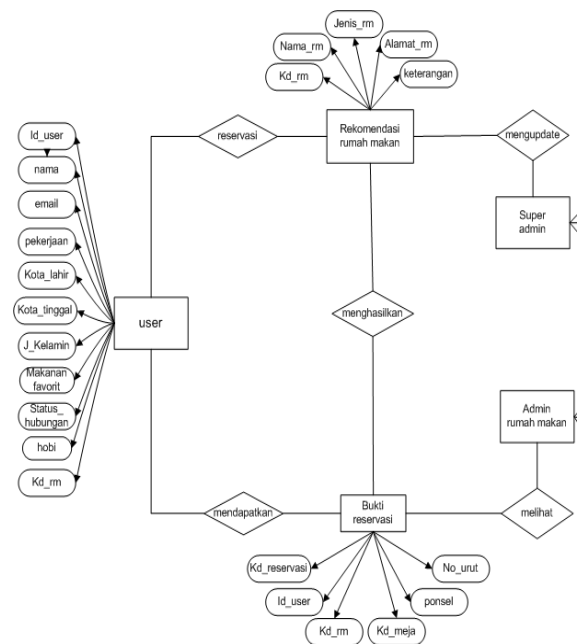 Jenis_rm
Nama_rm
Alamat_rm
Kd_rm
keterangan
Id_user
nama
email
pekerjaan
Kota_lahir
Kota_tinggal
J_Kelamin
Makanan
favorit
Status_
hubungan
hobi
Kd_rm
user
reservasi
Rekomendasi
rumah makan
mengupdate
Super
admin
menghasilkan
Admin
rumah makan
mendapatkan
Bukti
reservasi
melihat
Kd_reservasi
No_urut
Id_user
ponsel
Kd_rm
Kd_meja